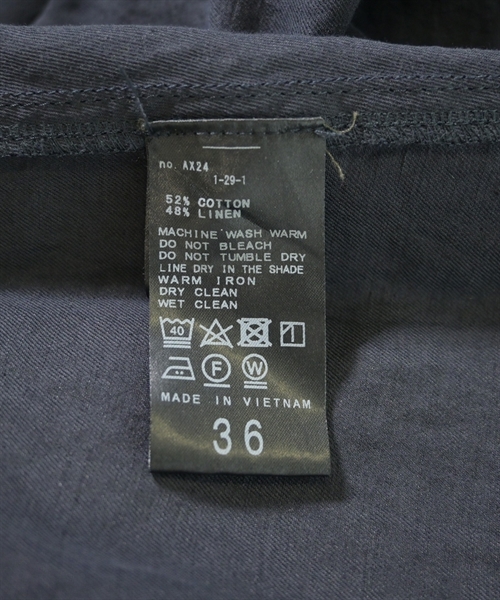 no. AX24
1-29-1
52% COTTON
48% LINEN
MACHINE WASH WARM
DO NOT BLEACH
DO NOT TUMBLE DRY
LINE DRY IN THE SHADE
WARM IRON
DRY CLEAN
WET CLEAN
40
F W
MADE IN VIETNAM
36